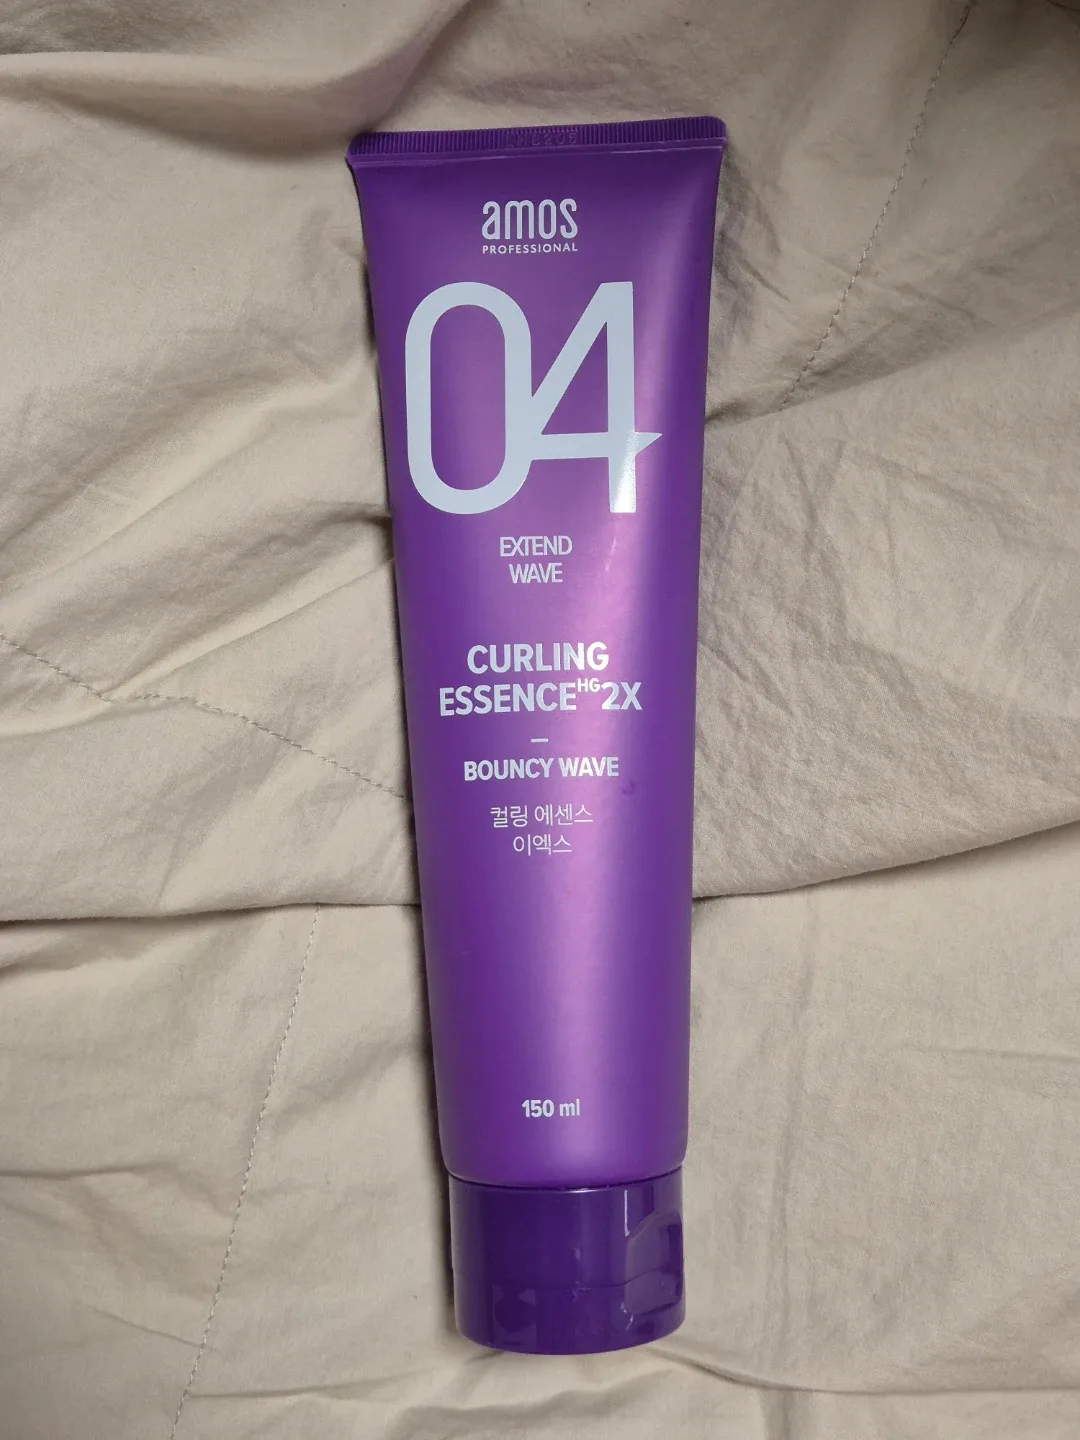 amos
PROFESSIONAL
04
EXTEND
WAVE
CURLING
ESSENCE HG 2X
–
BOUNCY WAVE
컬링 에센스
이엑스
150 ml